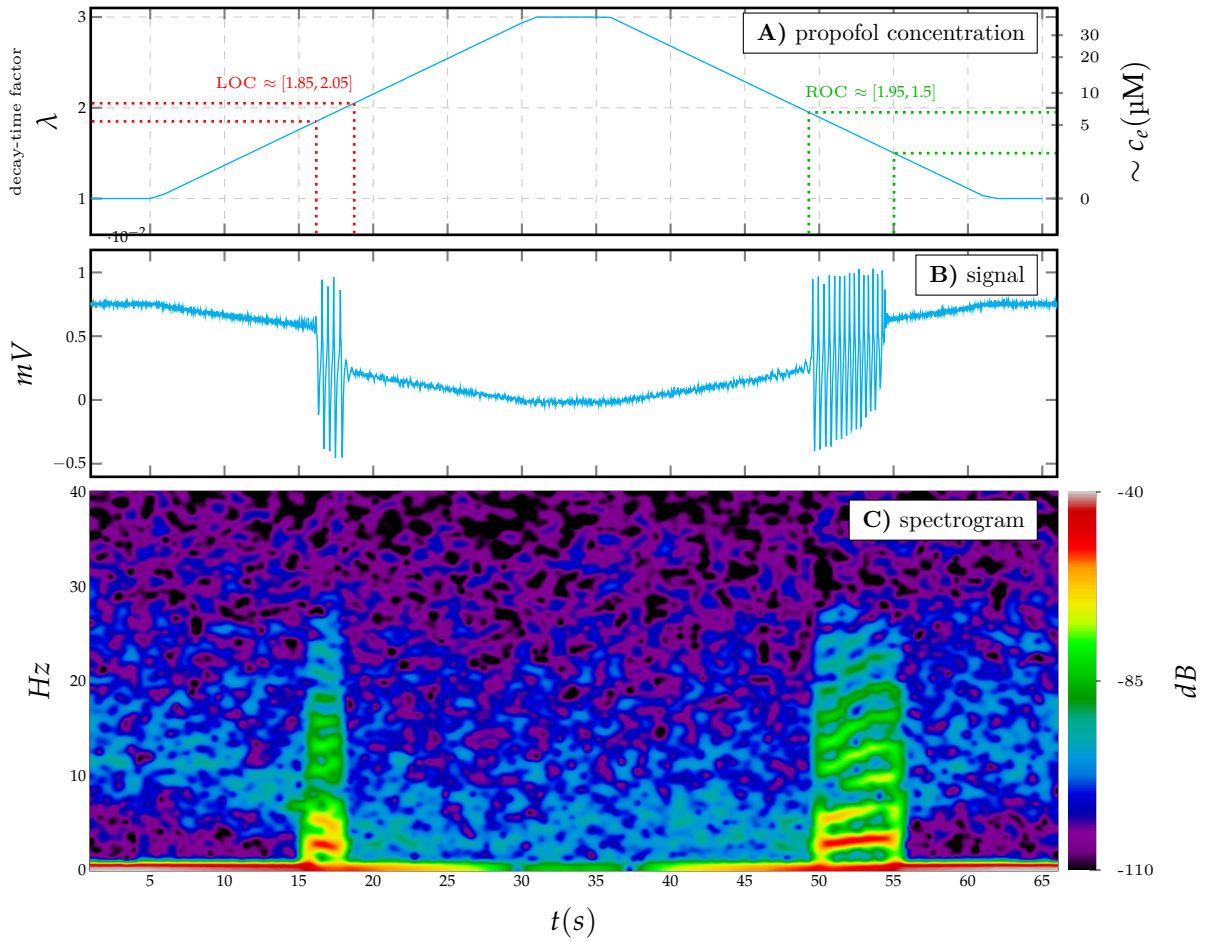 A) propofol concentration
decay-time factor
λ
3
2
1
LOC ≈ [1.85,2.05]
ROC ≈ [1.95,1.5]
30
20
10
5
0
∼ cₑ(µM)
·10⁻²
B) signal
mV
1
0.5
0
−0.5
C) spectrogram
Hz
40
30
20
10
0
5 10 15 20 25 30 35 40 45 50 55 60 65
t(s)
-40
-85
-110
dB